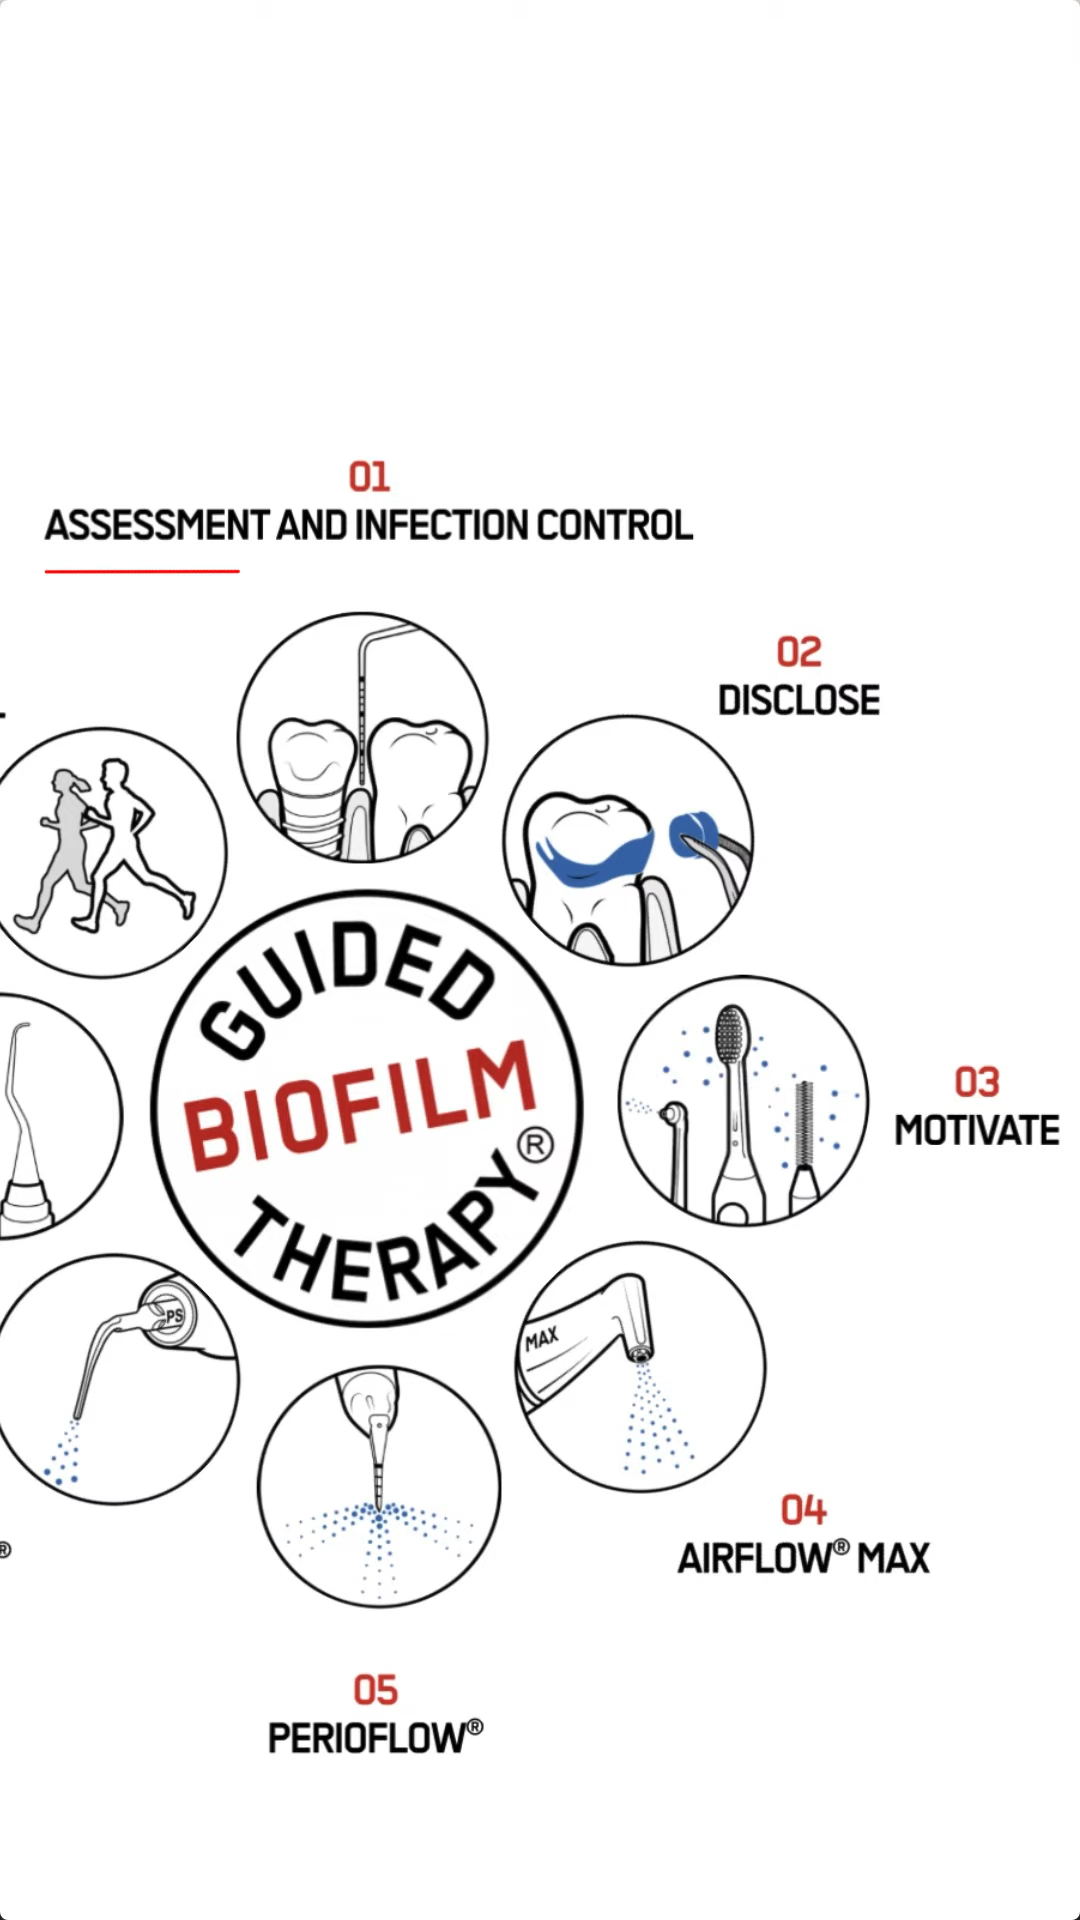 01
ASSESSMENT AND INFECTION CONTROL
02
DISCLOSE
GUIDED
BIOFILM®
THERAPY
03
MOTIVATE
PS
MAX
04
AIRFLOW® MAX
®
05
PERIOFLOW®